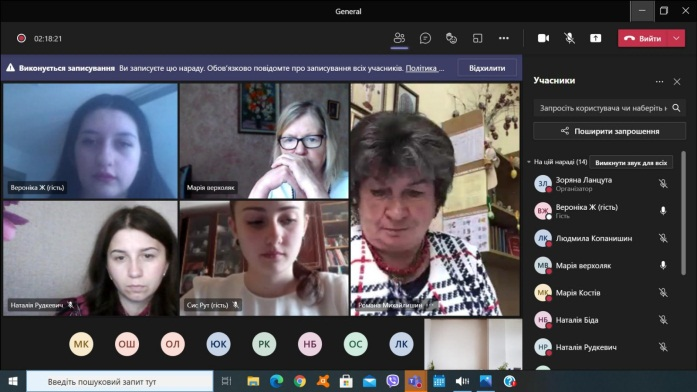 General
02:18:21
Вийти
Виконується записування Ви записуєте цю нараду. Обов'язково повідомте про записування всіх учасників. Політика ...
Відхилити
Учасники
Запросіть користувача чи наберіть н
Поширити запрошення
На цій нараді (14)
Вимкнути звук для всіх
ЗЛ
Зоряна Ланцута
Організатор
ВЖ
Вероніка Ж (гість)
Гість
ЛК
Людмила Копанишин
МВ
Марія верхоляк
МК
Марія Костів
НБ
Наталія Біда
НР
Наталія Рудкевич
Вероніка Ж (гість)
Марія верхоляк
Наталія Рудкевич
Сис Рут (гість)
Романа Михайлишин
МК
ОШ
ОЛ
ЮК
РК
НБ
ОС
ЛК
Введіть пошуковий запит тут